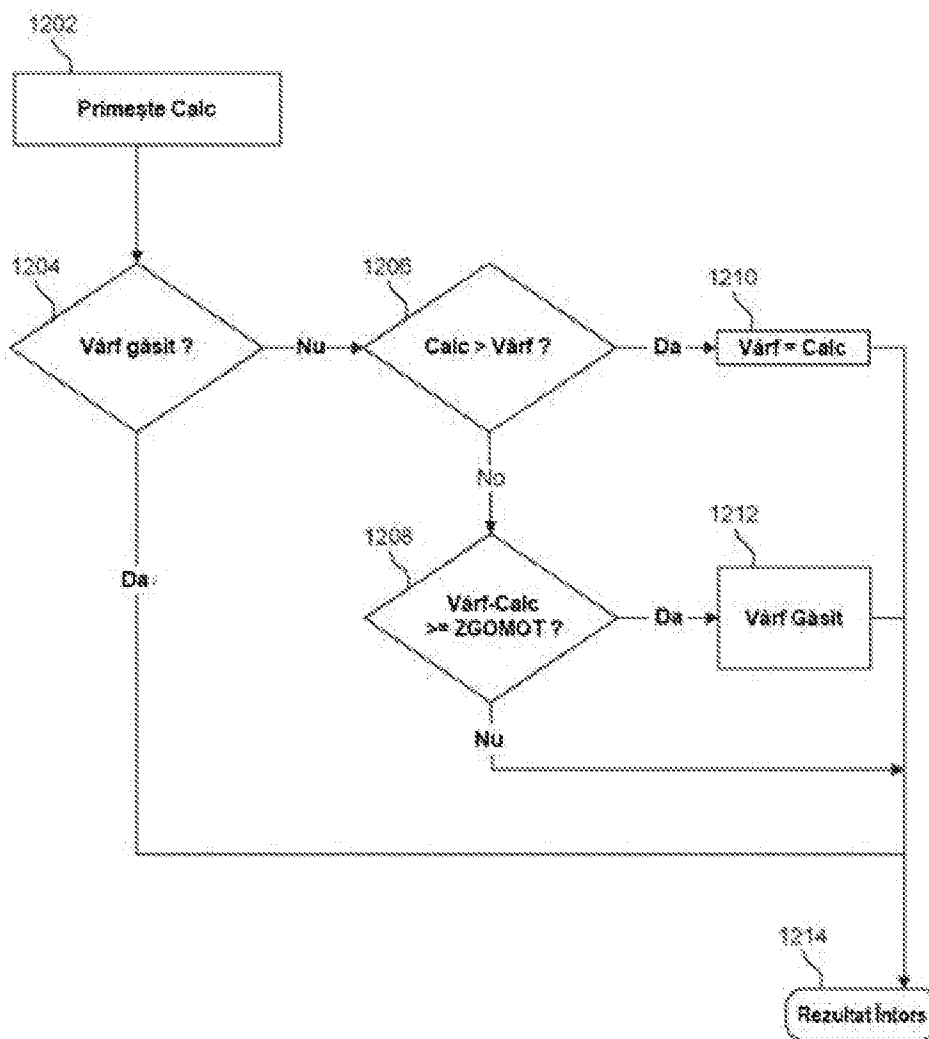 1202
Primește Calc
1204
Vârf găsit ?
Nu
1206
Calc > Vârf ?
Da
1210
Vârf = Calc
No
1208
Vârf-Calc
>= ZGOMOT ?
Da
1212
Vârf Găsit
Nu
Da
1214
Rezultat Întors